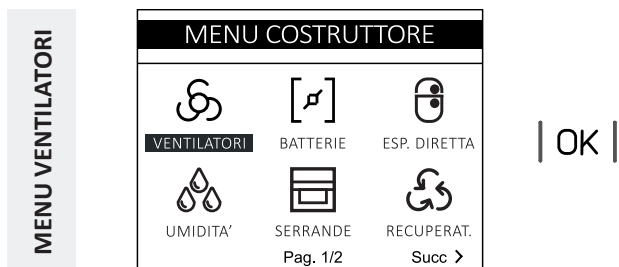 MENU VENTILATORI
MENU COSTRUTTORE
VENTILATORI BATTERIE ESP. DIRETTA
UMIDITA’ SERRANDE RECUPERAT.
Pag. 1/2 Succ >
| OK |